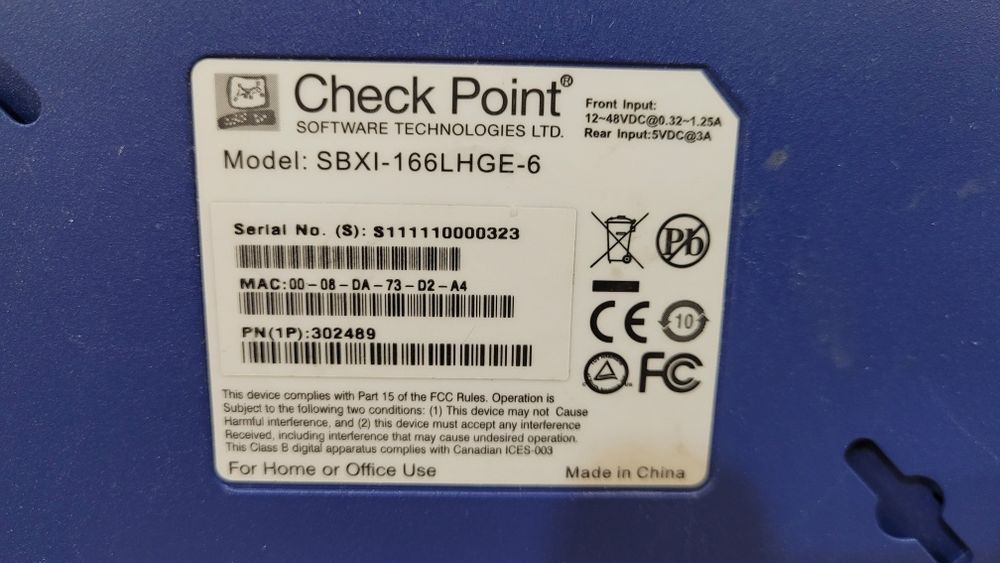 Check Point®
SOFTWARE TECHNOLOGIES LTD.
Front Input:
12~48VDC@0.32~1.25A
Rear Input:5VDC@3A
Model: SBXI-166LHGE-6
Serial No. (S): S111110000323
MAC:00-08-DA-73-D2-A4
PN(1P):302489
Pb
CE
10
FC
This device complies with Part 15 of the FCC Rules. Operation is
Subject to the following two conditions: (1) This device may not Cause
Harmful interference, and (2) this device must accept any interference
Received, including interference that may cause undesired operation.
This Class B digital apparatus complies with Canadian ICES-003
For Home or Office Use
Made in China